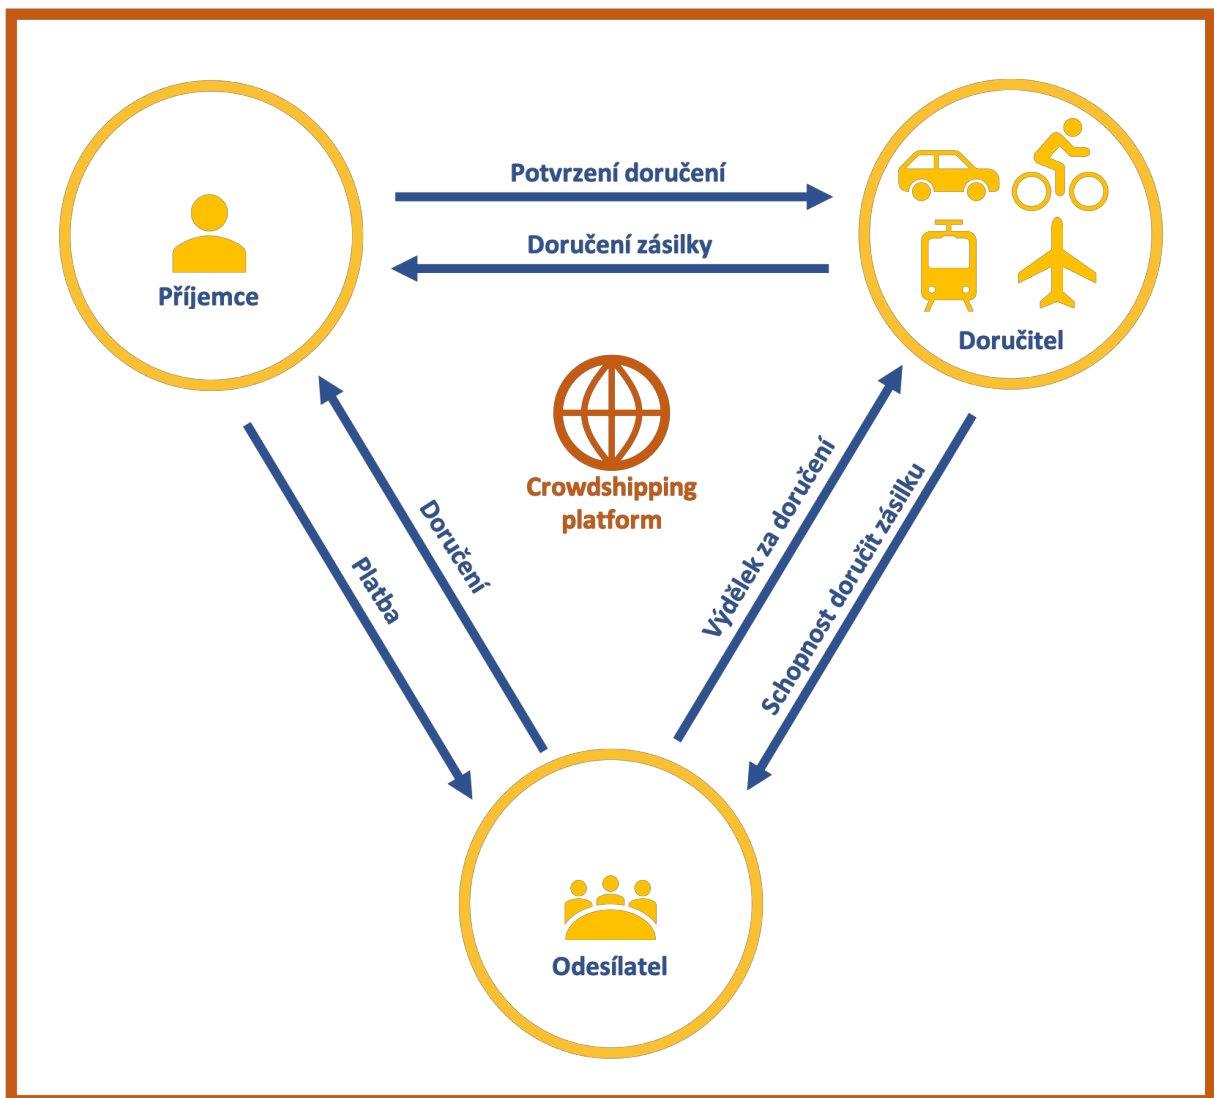 Potvrzení doručení
Doručení zásilky
Příjemce
Doručitel
Crowdshipping
platform
Platba
Doručení
Výdělek za doručení
Schopnost doručit zásilku
Odesílatel